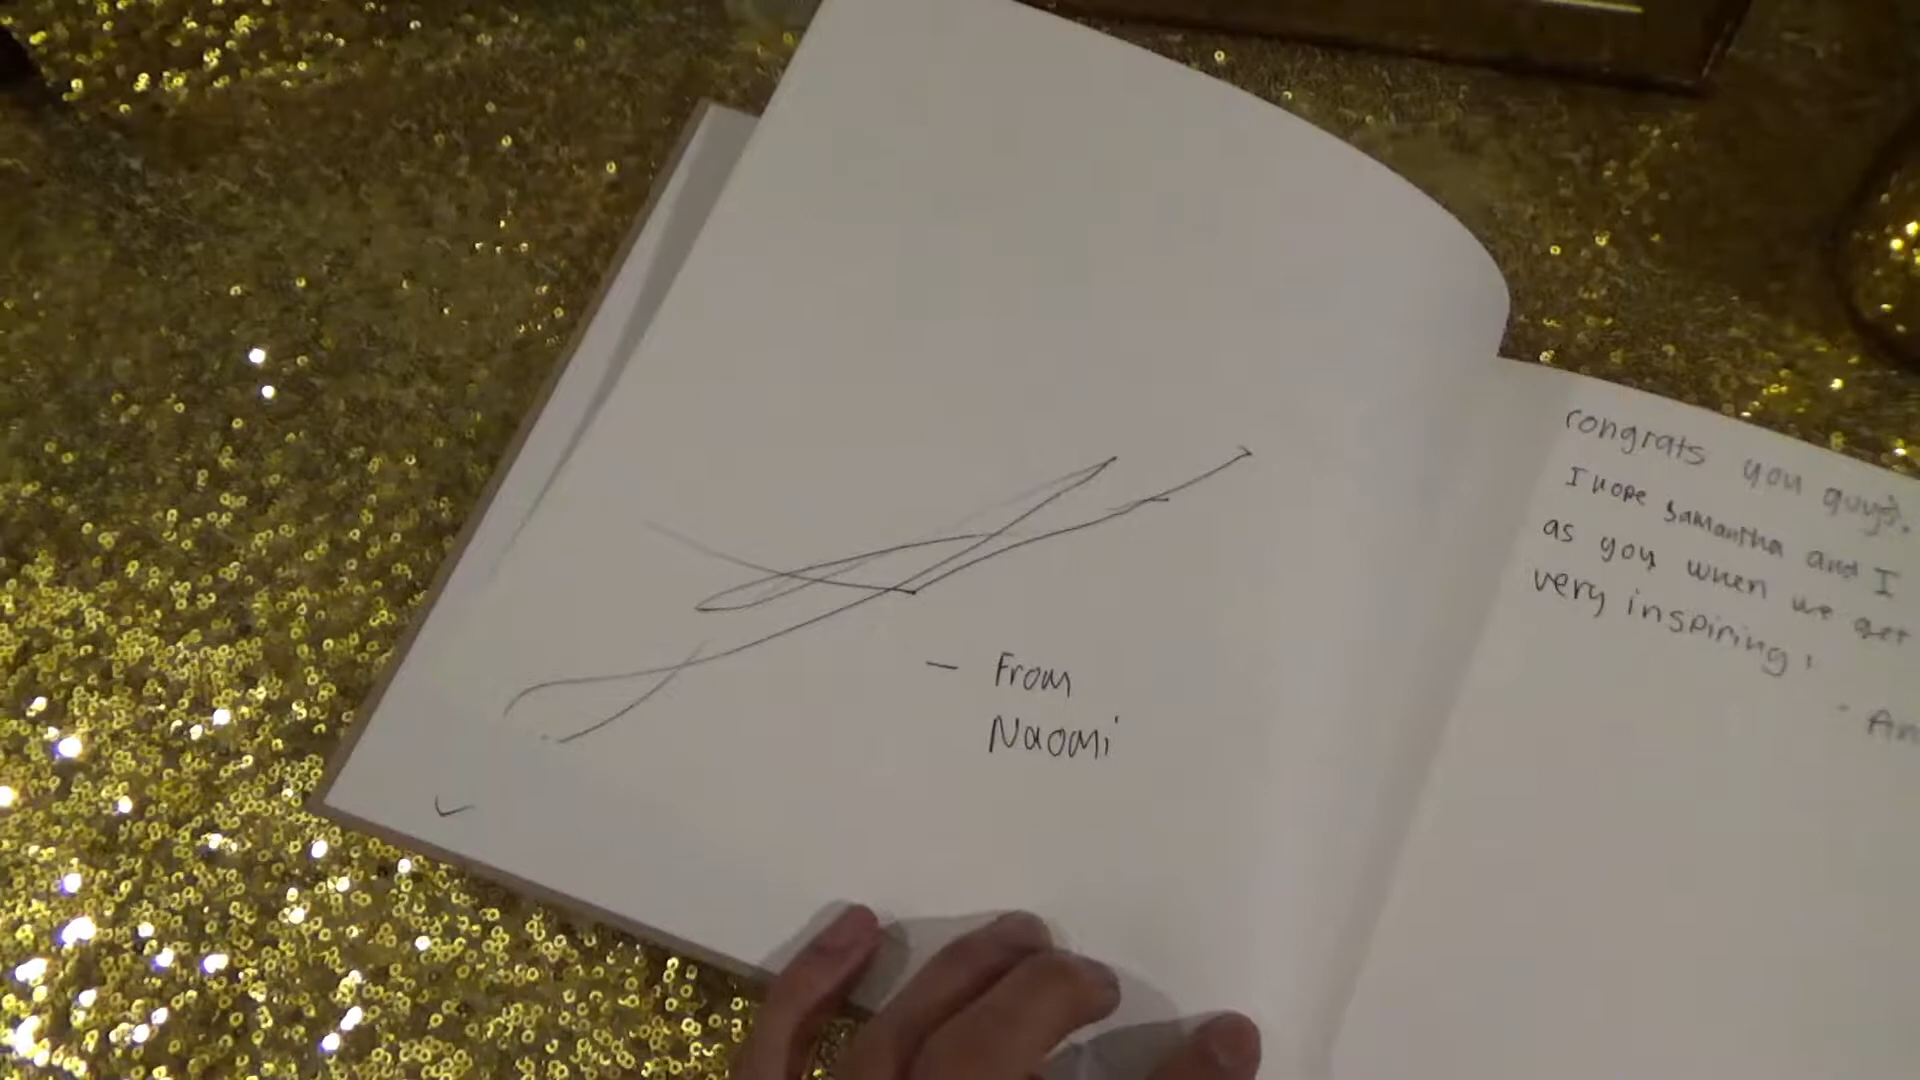 - From
Naomi
congrats you guys.
I hope Samantha and I
as you when we get
very inspiring!
- An